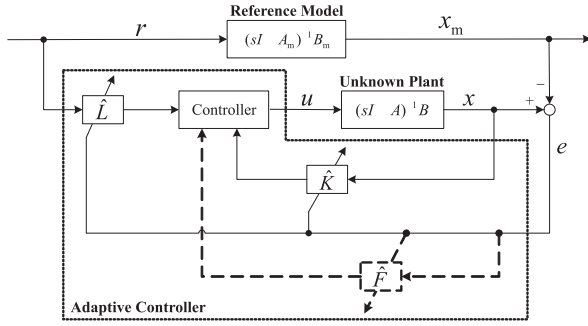 Reference Model
r
(sI A_m) ^1 B_m
x_m
−
Unknown Plant
L̂
Controller
u
(sI A) ^1 B
x
+
e
K̂
F̂
Adaptive Controller